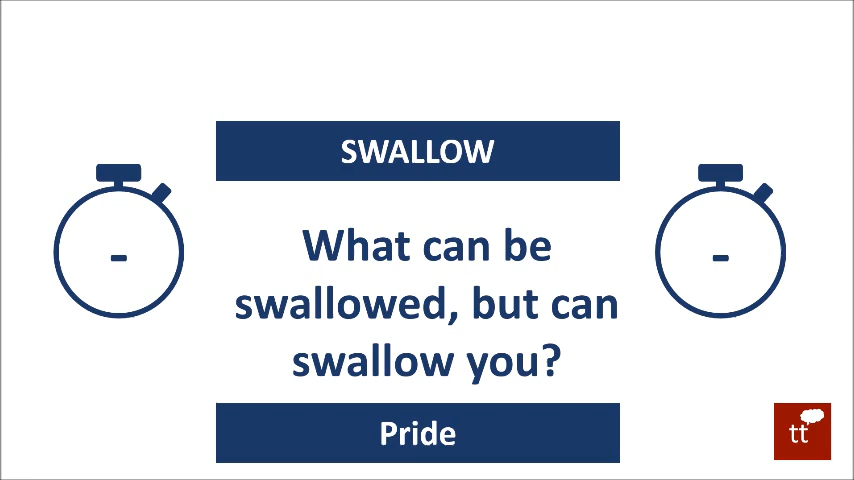 SWALLOW
-
What can be
-
swallowed, but can
swallow you?
Pride
tt